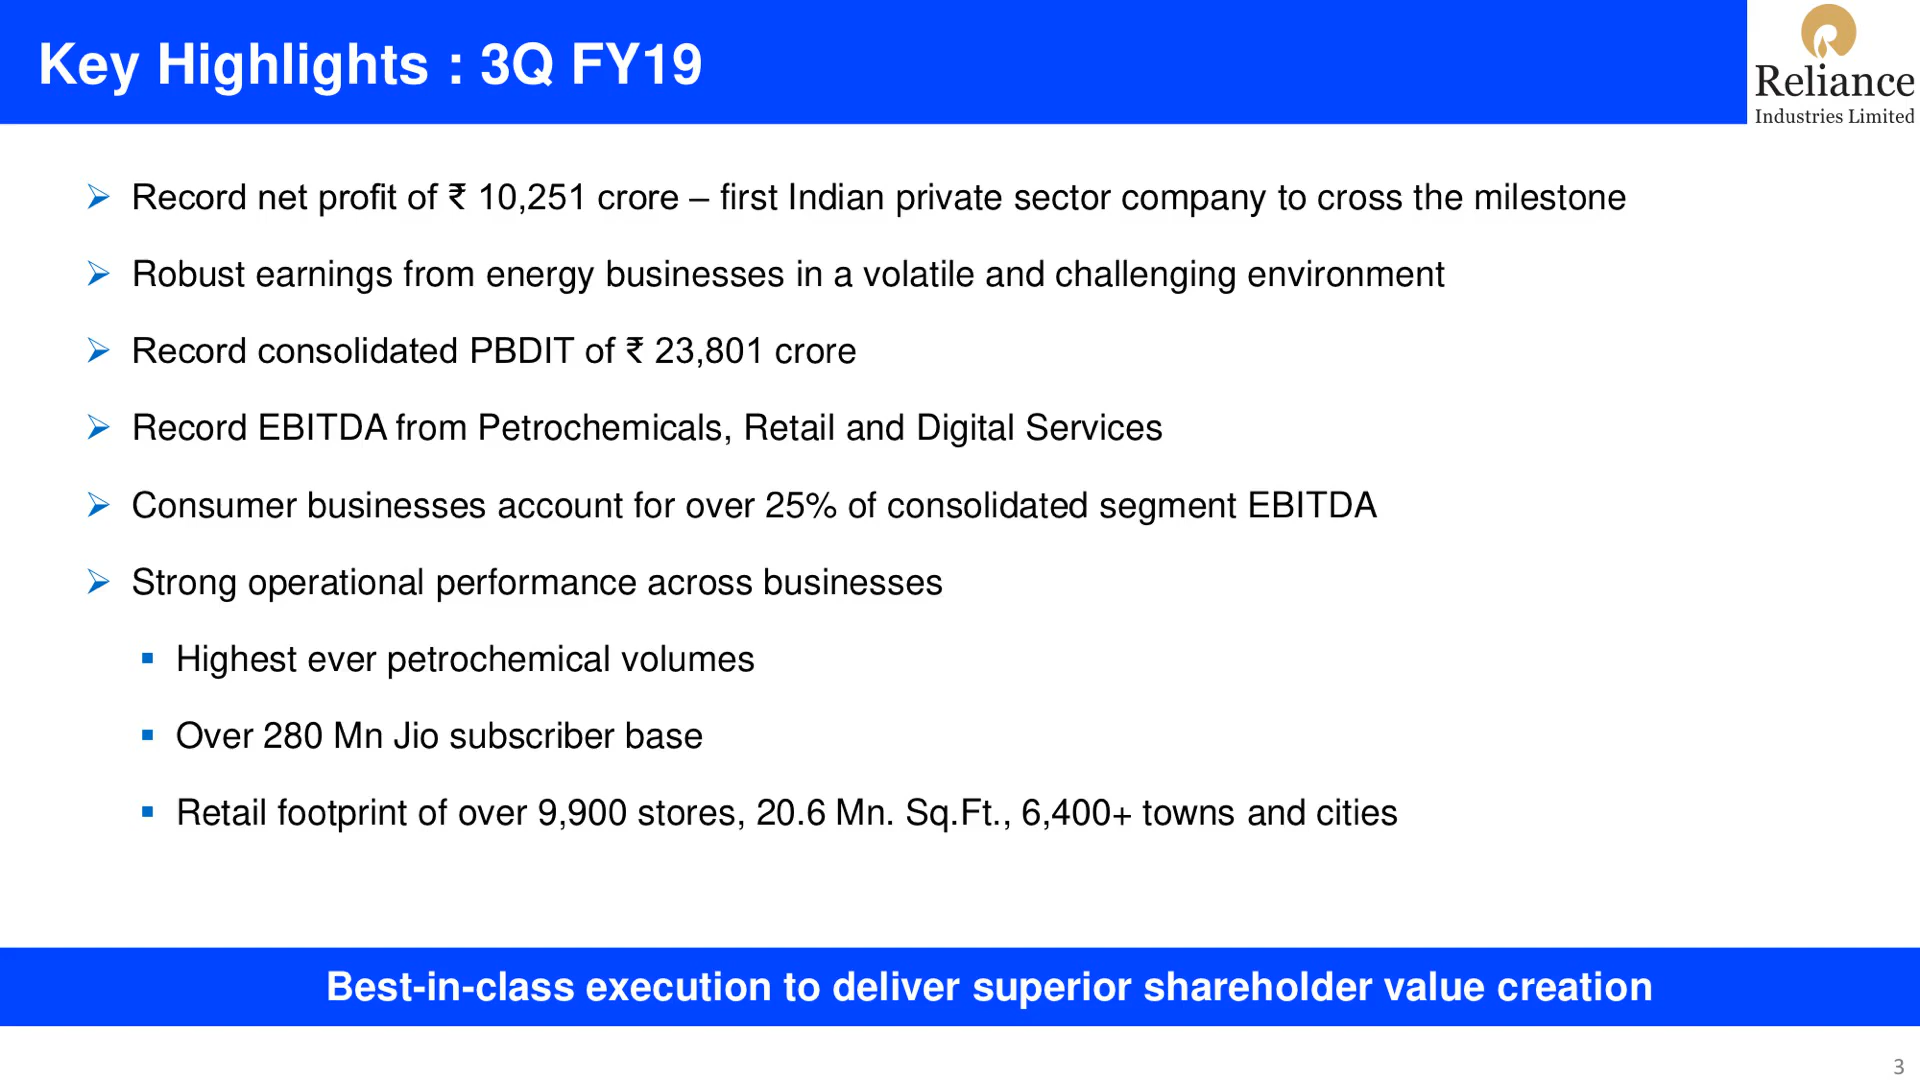 Key Highlights : 3Q FY19
Reliance
Industries Limited
➢ Record net profit of ₹ 10,251 crore – first Indian private sector company to cross the milestone
➢ Robust earnings from energy businesses in a volatile and challenging environment
➢ Record consolidated PBDIT of ₹ 23,801 crore
➢ Record EBITDA from Petrochemicals, Retail and Digital Services
➢ Consumer businesses account for over 25% of consolidated segment EBITDA
➢ Strong operational performance across businesses
▪ Highest ever petrochemical volumes
▪ Over 280 Mn Jio subscriber base
▪ Retail footprint of over 9,900 stores, 20.6 Mn. Sq.Ft., 6,400+ towns and cities
Best-in-class execution to deliver superior shareholder value creation
3